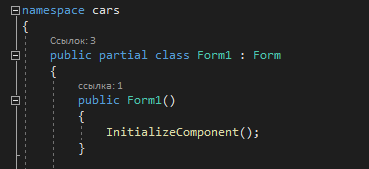 namespace cars
{
Ссылок: 3
public partial class Form1 : Form
{
ссылка: 1
public Form1()
{
InitializeComponent();
}